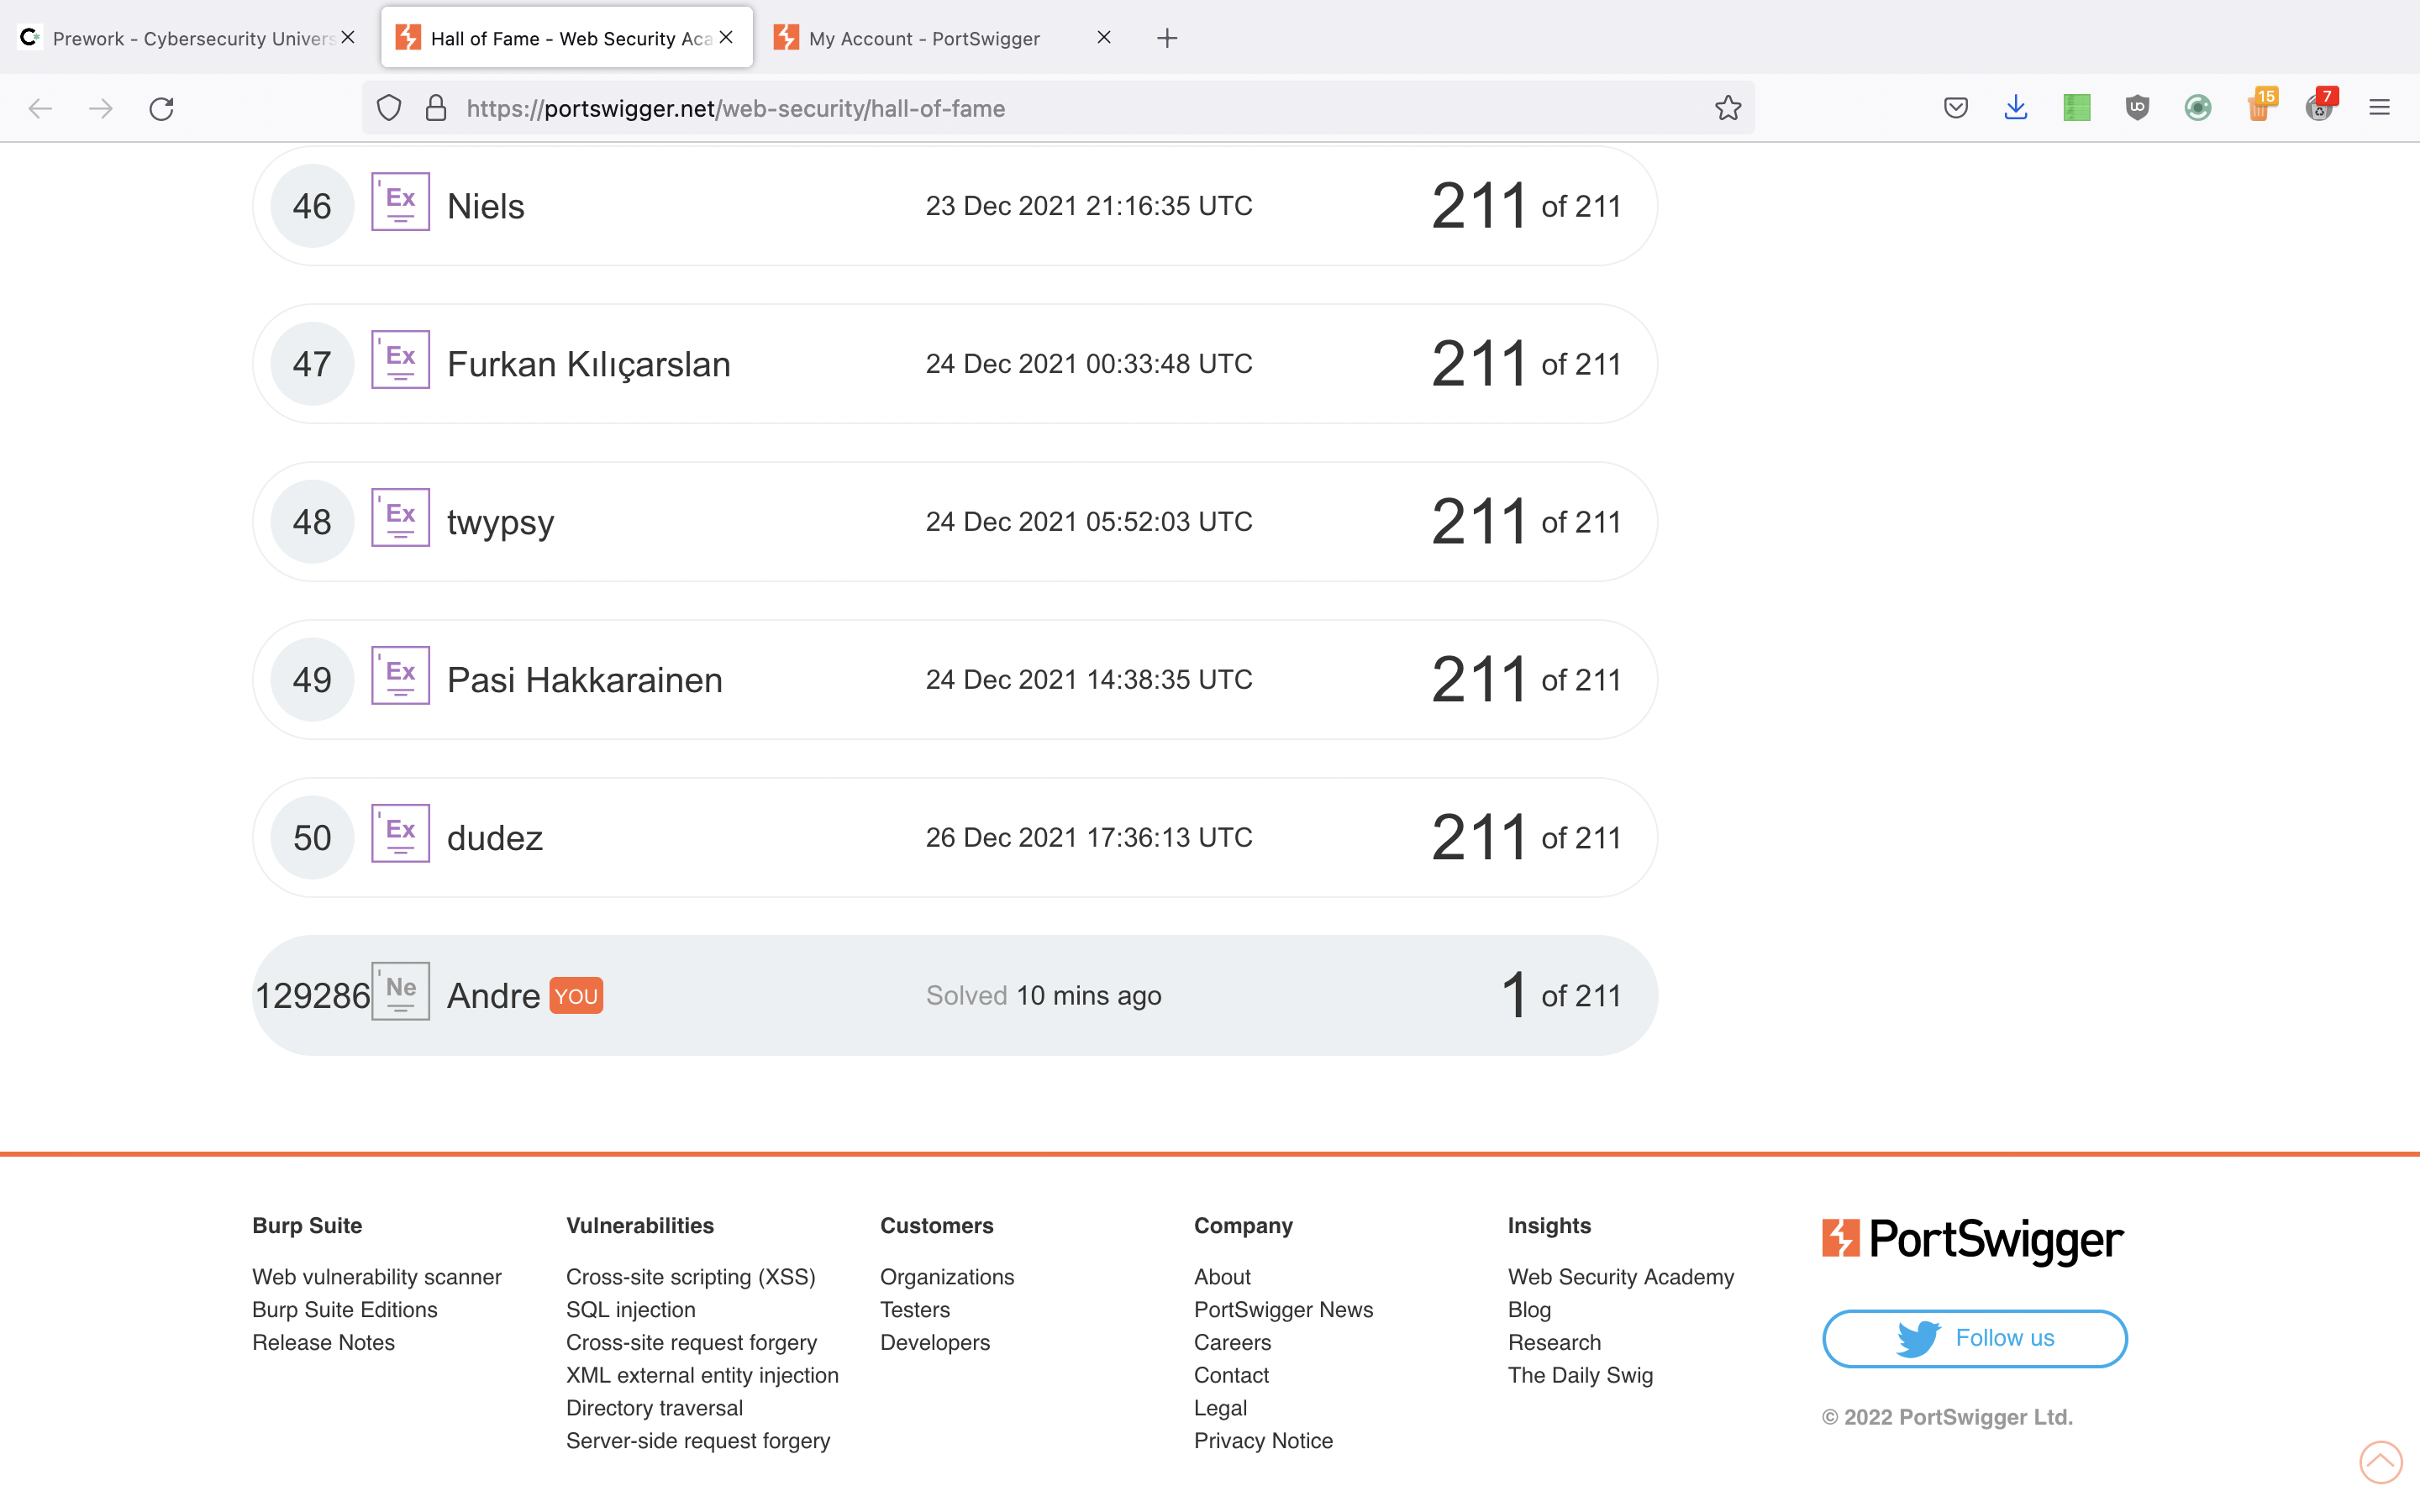 Prework - Cybersecurity Univers
Hall of Fame - Web Security Aca
My Account - PortSwigger
https://portswigger.net/web-security/hall-of-fame
15
7
46 Ex Niels 23 Dec 2021 21:16:35 UTC 211 of 211
47 Ex Furkan Kılıçarslan 24 Dec 2021 00:33:48 UTC 211 of 211
48 Ex twypsy 24 Dec 2021 05:52:03 UTC 211 of 211
49 Ex Pasi Hakkarainen 24 Dec 2021 14:38:35 UTC 211 of 211
50 Ex dudez 26 Dec 2021 17:36:13 UTC 211 of 211
129286 Ne Andre YOU Solved 10 mins ago 1 of 211
Burp Suite
Web vulnerability scanner
Burp Suite Editions
Release Notes
Vulnerabilities
Cross-site scripting (XSS)
SQL injection
Cross-site request forgery
XML external entity injection
Directory traversal
Server-side request forgery
Customers
Organizations
Testers
Developers
Company
About
PortSwigger News
Careers
Contact
Legal
Privacy Notice
Insights
Web Security Academy
Blog
Research
The Daily Swig
PortSwigger
Follow us
© 2022 PortSwigger Ltd.